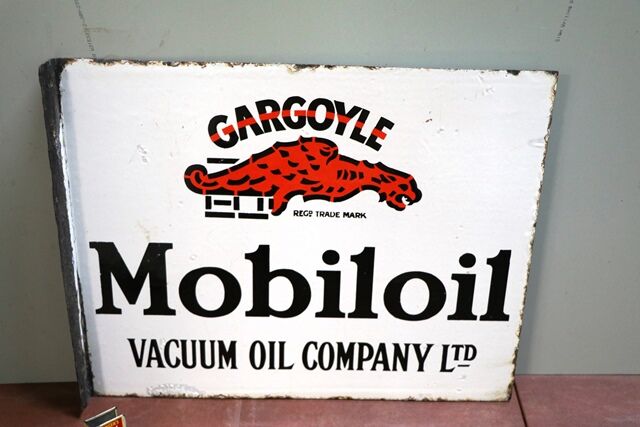 GARGOYLE
REGD TRADE MARK
Mobiloil
VACUUM OIL COMPANY LTD